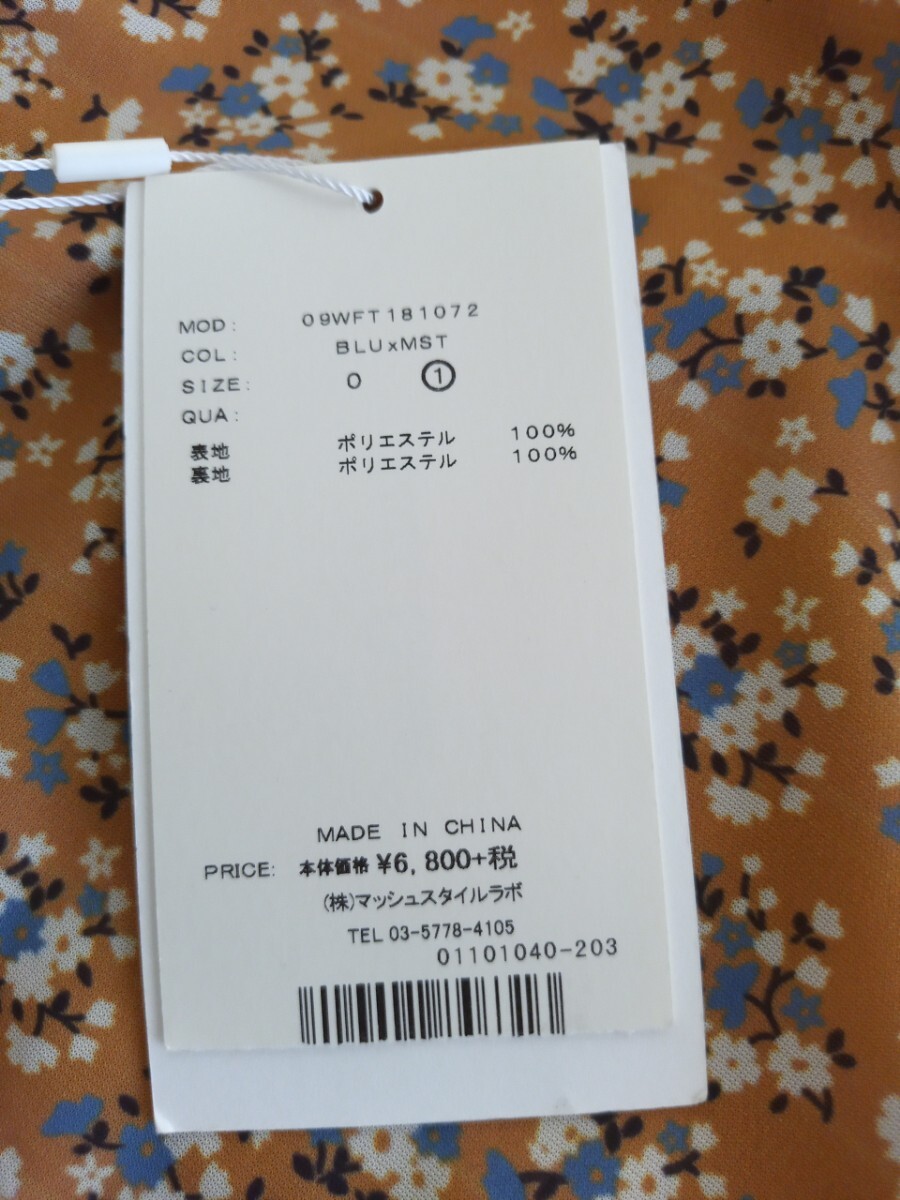 MOD: 09WFT181072
COL: BLUxMST
SIZE: 0 ①
QUA:
表地 ポリエステル 100%
裏地 ポリエステル 100%
MADE IN CHINA
PRICE: 本体価格 ¥6,800+税
(株)マッシュスタイルラボ
TEL 03-5778-4105
01101040-203